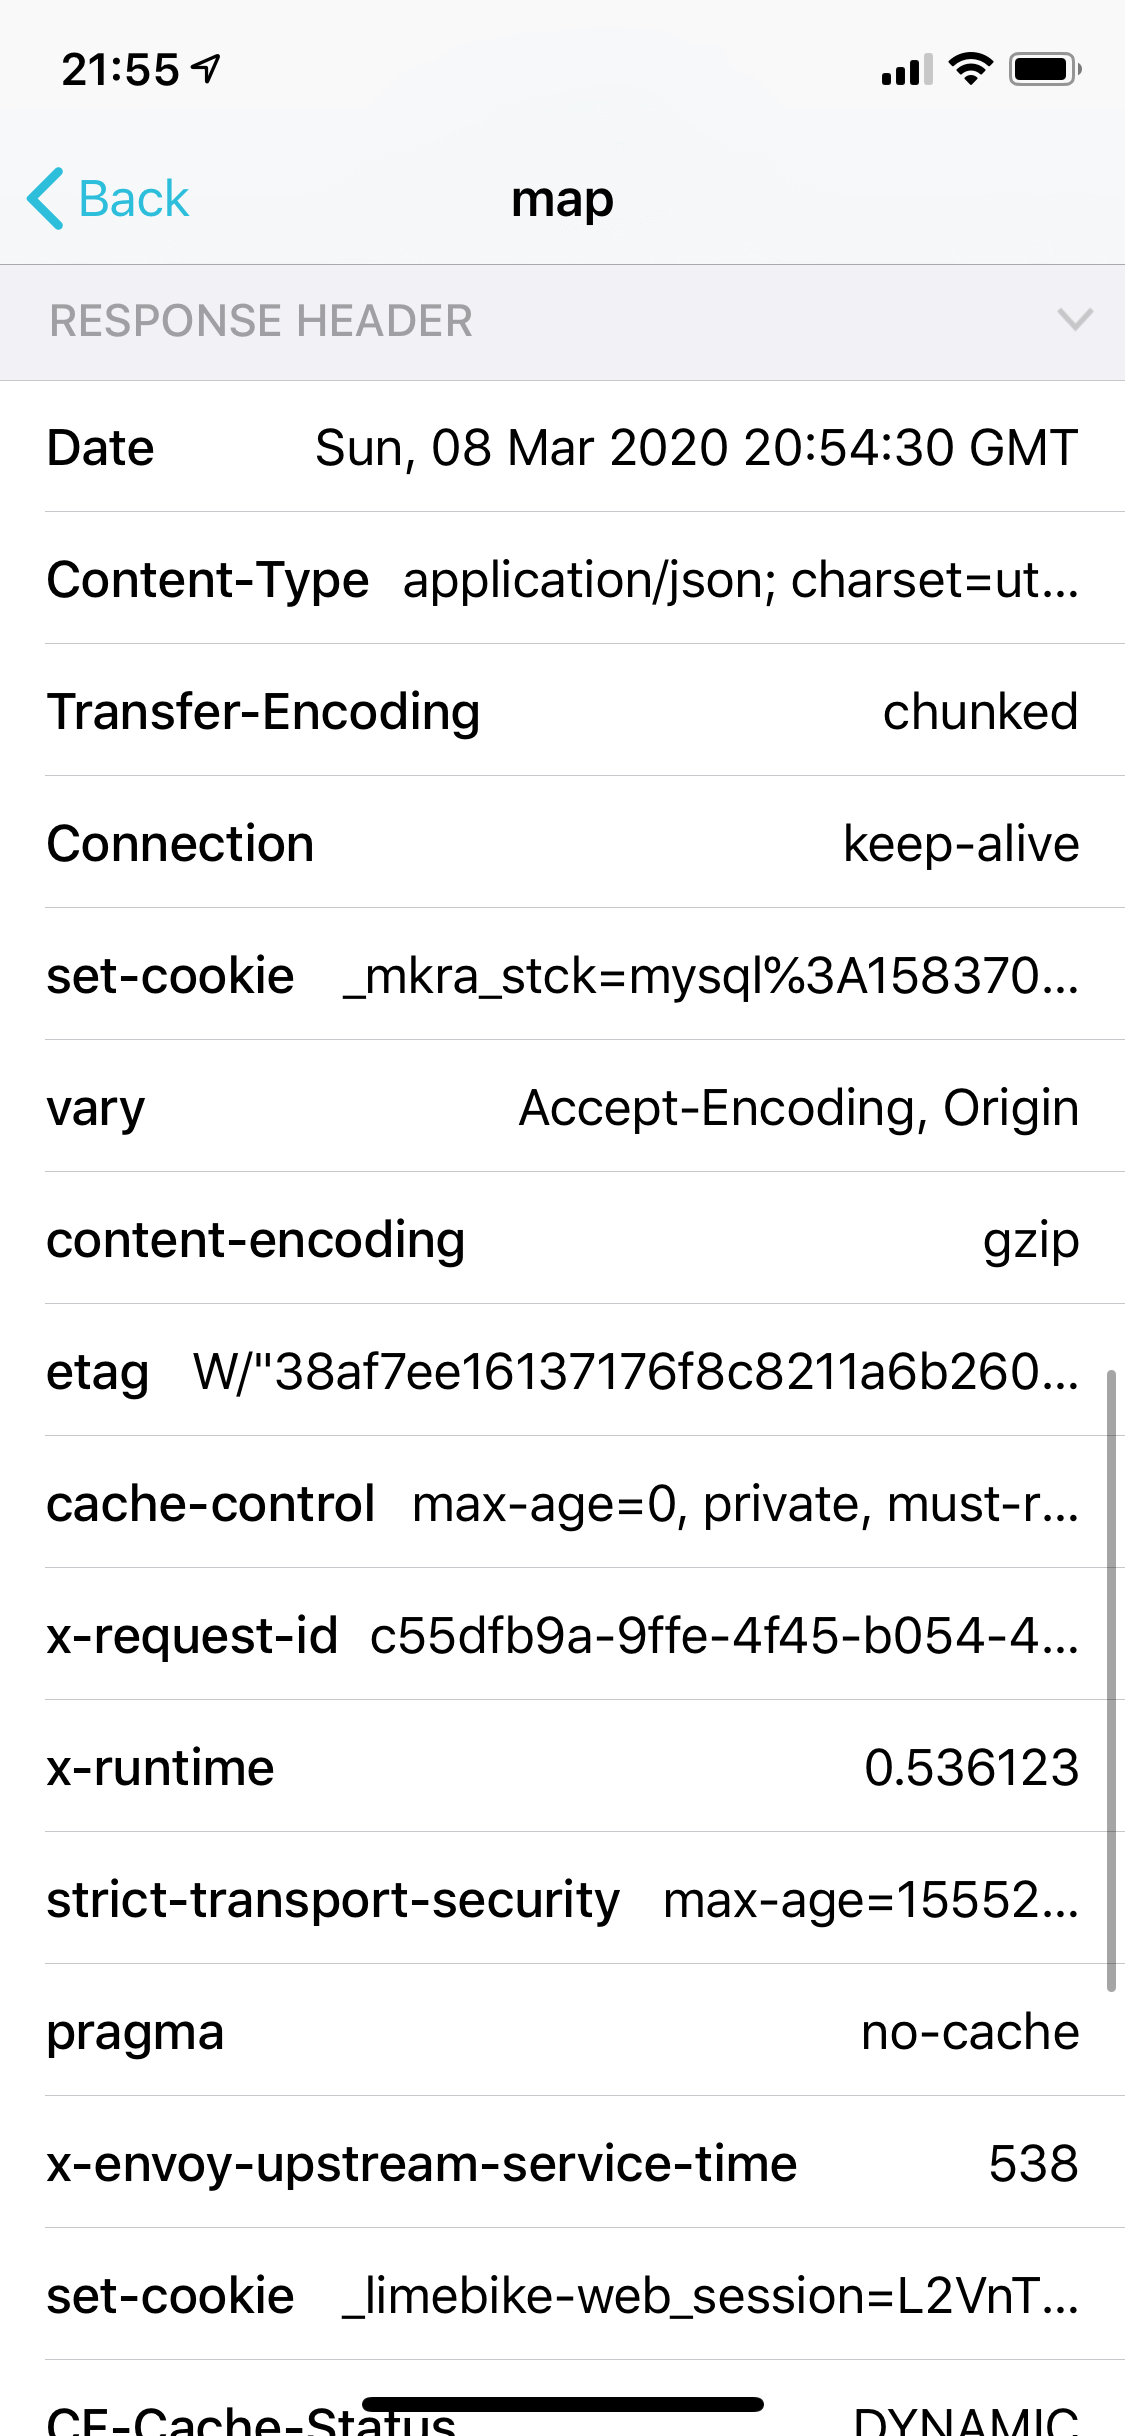 21:55
Back
map
RESPONSE HEADER
Date Sun, 08 Mar 2020 20:54:30 GMT
Content-Type application/json; charset=ut...
Transfer-Encoding chunked
Connection keep-alive
set-cookie _mkra_stck=mysql%3A158370...
vary Accept-Encoding, Origin
content-encoding gzip
etag W/"38af7ee16137176f8c8211a6b260...
cache-control max-age=0, private, must-r...
x-request-id c55dfb9a-9ffe-4f45-b054-4...
x-runtime 0.536123
strict-transport-security max-age=15552...
pragma no-cache
x-envoy-upstream-service-time 538
set-cookie _limebike-web_session=L2VnT...
CF-Cache-Status DYNAMIC